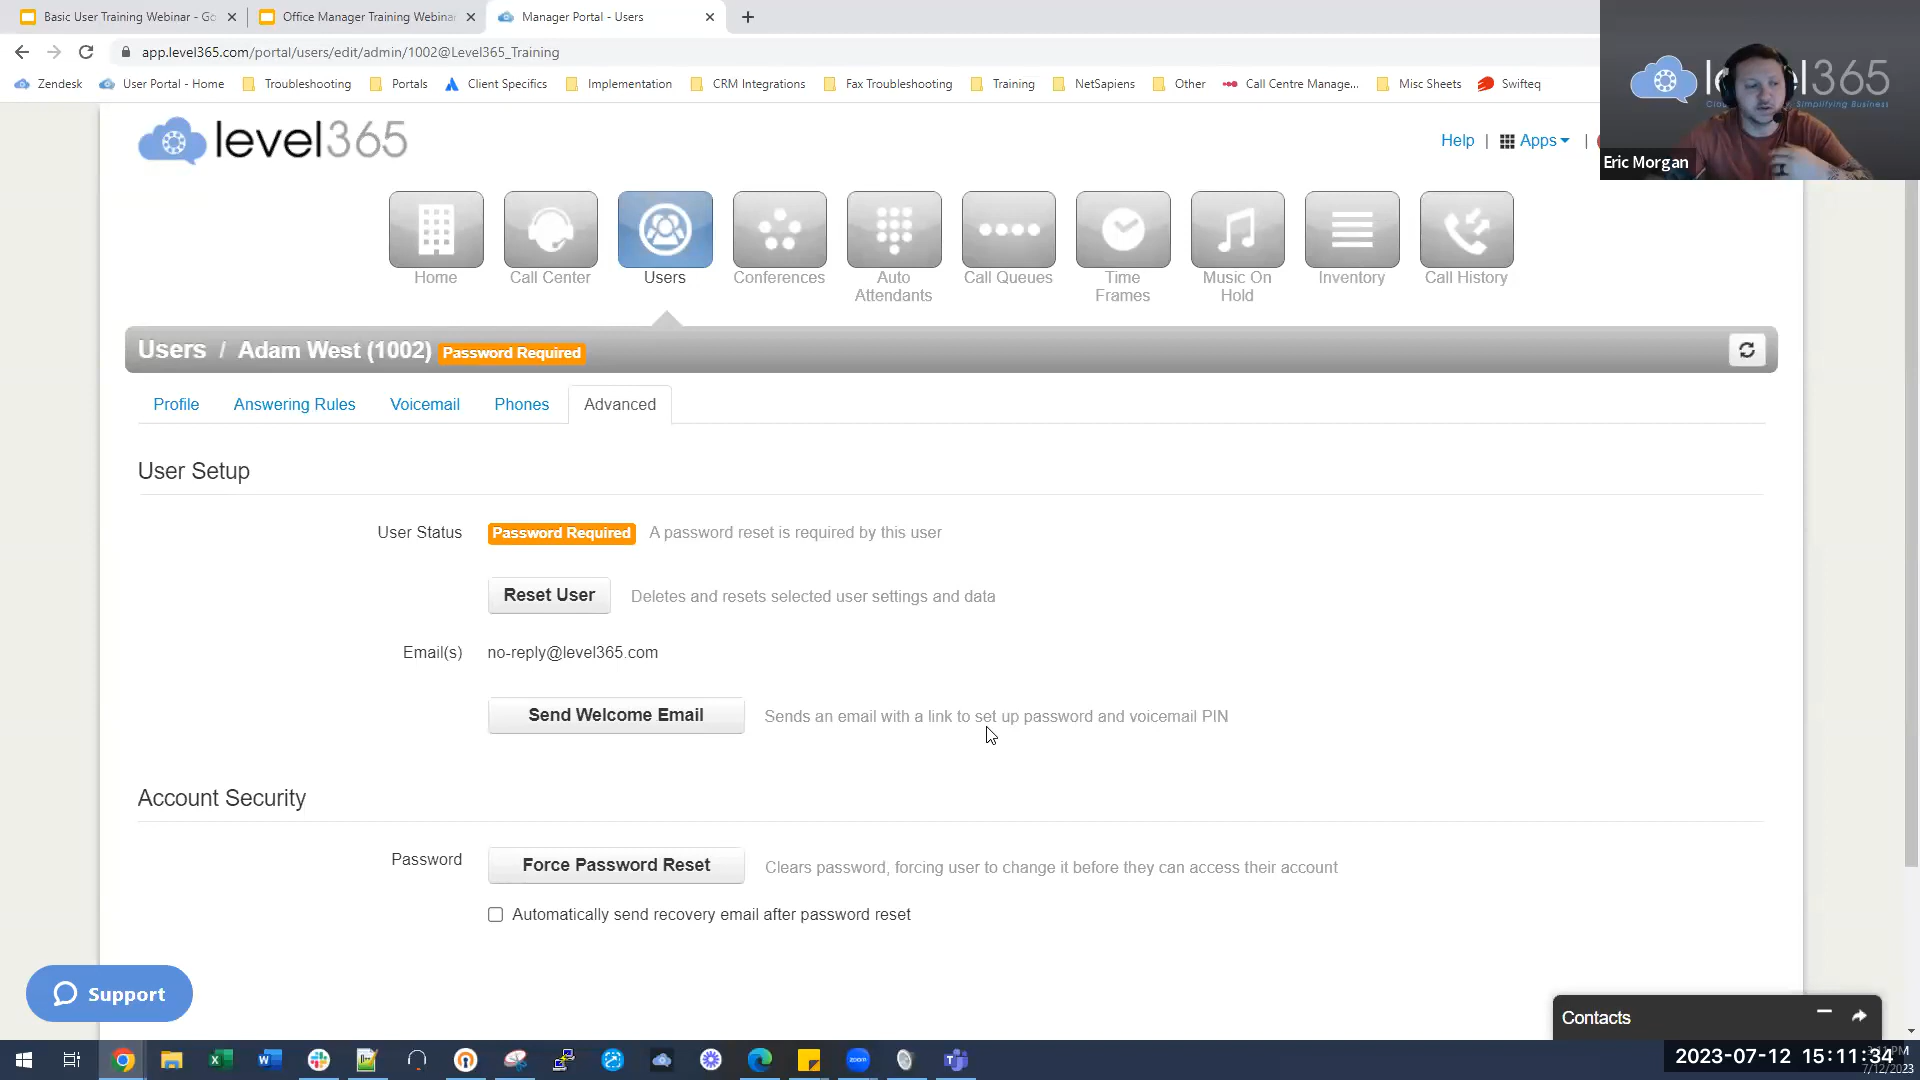 Basic User Training Webinar - Go
Office Manager Training Webinar
Manager Portal - Users
app.level365.com/portal/users/edit/admin/1002@Level365_Training
Zendesk
User Portal - Home
Troubleshooting
Portals
Client Specifics
Implementation
CRM Integrations
Fax Troubleshooting
Training
NetSapiens
Other
Call Centre Manage...
Misc Sheets
Swifteq
level365
Help | Apps |
365
Simplifying Business
Eric Morgan
Home
Call Center
Users
Conferences
Auto
Attendants
Call Queues
Time
Frames
Music On
Hold
Inventory
Call History
Users / Adam West (1002) Password Required
Profile
Answering Rules
Voicemail
Phones
Advanced
User Setup
User Status Password Required A password reset is required by this user
Reset User Deletes and resets selected user settings and data
Email(s) no-reply@level365.com
Send Welcome Email Sends an email with a link to set up password and voicemail PIN
Account Security
Password Force Password Reset Clears password, forcing user to change it before they can access their account
Automatically send recovery email after password reset
Support
Contacts
2023-07-12 15:11:34
7/12/2023